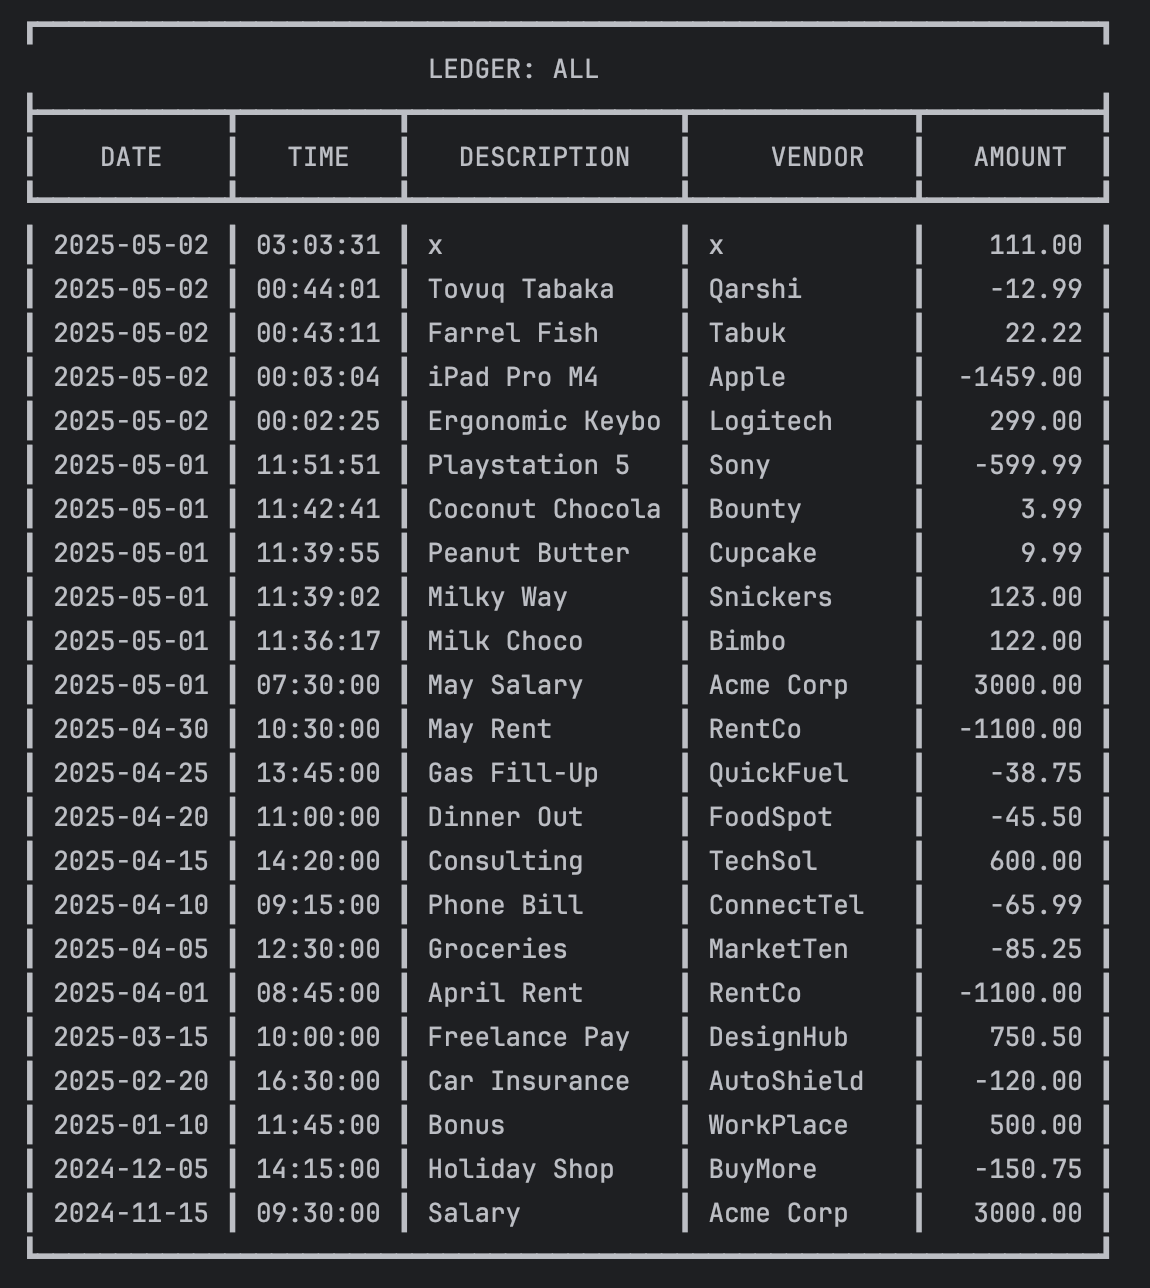 LEDGER: ALL
DATE TIME DESCRIPTION VENDOR AMOUNT
2025-05-02 03:03:31 x x 111.00
2025-05-02 00:44:01 Tovuq Tabaka Qarshi -12.99
2025-05-02 00:43:11 Farrel Fish Tabuk 22.22
2025-05-02 00:03:04 iPad Pro M4 Apple -1459.00
2025-05-02 00:02:25 Ergonomic Keybo Logitech 299.00
2025-05-01 11:51:51 Playstation 5 Sony -599.99
2025-05-01 11:42:41 Coconut Chocola Bounty 3.99
2025-05-01 11:39:55 Peanut Butter Cupcake 9.99
2025-05-01 11:39:02 Milky Way Snickers 123.00
2025-05-01 11:36:17 Milk Choco Bimbo 122.00
2025-05-01 07:30:00 May Salary Acme Corp 3000.00
2025-04-30 10:30:00 May Rent RentCo -1100.00
2025-04-25 13:45:00 Gas Fill-Up QuickFuel -38.75
2025-04-20 11:00:00 Dinner Out FoodSpot -45.50
2025-04-15 14:20:00 Consulting TechSol 600.00
2025-04-10 09:15:00 Phone Bill ConnectTel -65.99
2025-04-05 12:30:00 Groceries MarketTen -85.25
2025-04-01 08:45:00 April Rent RentCo -1100.00
2025-03-15 10:00:00 Freelance Pay DesignHub 750.50
2025-02-20 16:30:00 Car Insurance AutoShield -120.00
2025-01-10 11:45:00 Bonus WorkPlace 500.00
2024-12-05 14:15:00 Holiday Shop BuyMore -150.75
2024-11-15 09:30:00 Salary Acme Corp 3000.00